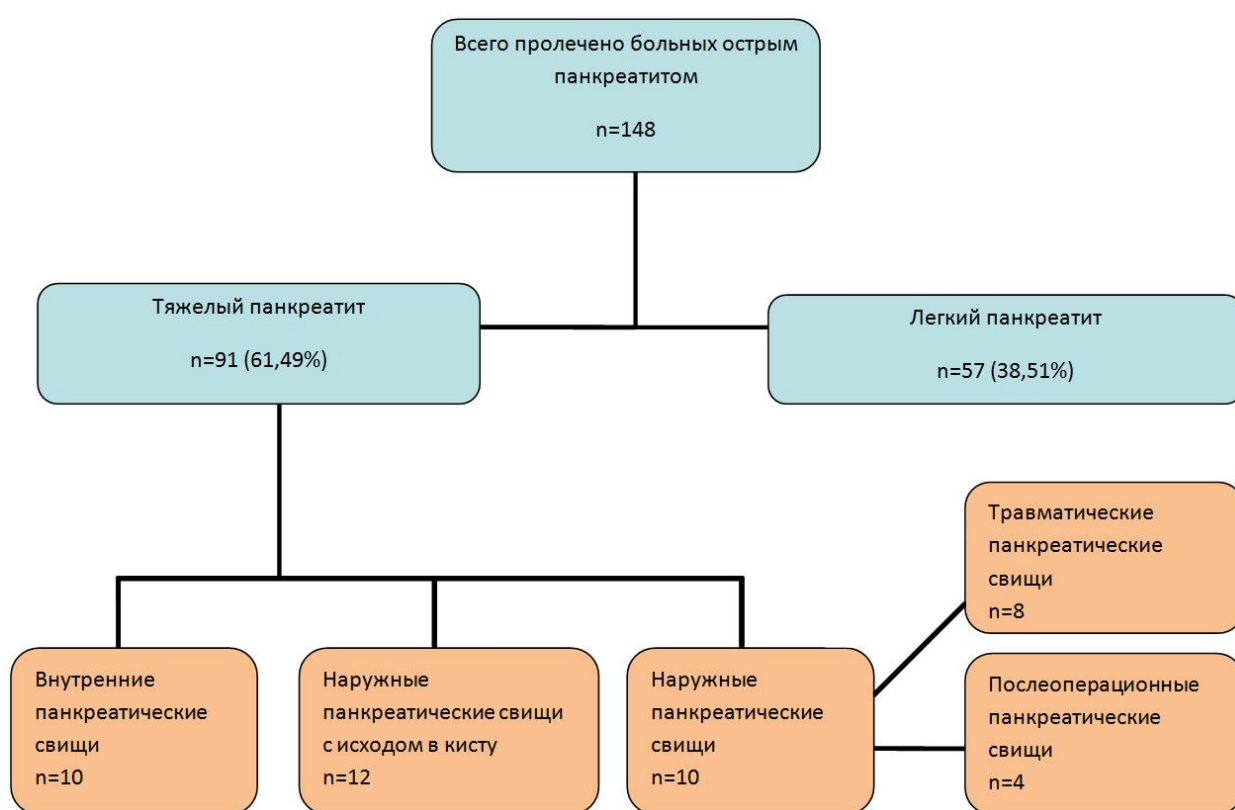 Всего пролечено больных острым
панкреатитом
n=148
Тяжелый панкреатит
n=91 (61,49%)
Легкий панкреатит
n=57 (38,51%)
Травматические
панкреатические
свищи
n=8
Внутренние
панкреатические
свищи
n=10
Наружные
панкреатические свищи
с исходом в кисту
n=12
Наружные
панкреатические
свищи
n=10
Послеоперационные
панкреатические
свищи
n=4